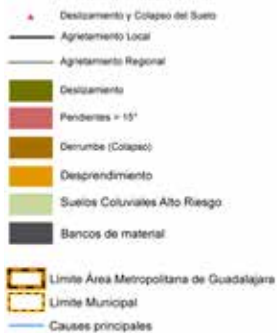 Deslizamiento y Colapso del Suelo
Agrietamiento Local
Agrietamiento Regional
Deslizamiento
Pendientes > 15°
Derrumbe (Colapso)
Desprendimiento
Suelos Coluviales Alto Riesgo
Bancos de material
Limite Área Metropolitana de Guadalajara
Limite Municipal
Causes principales